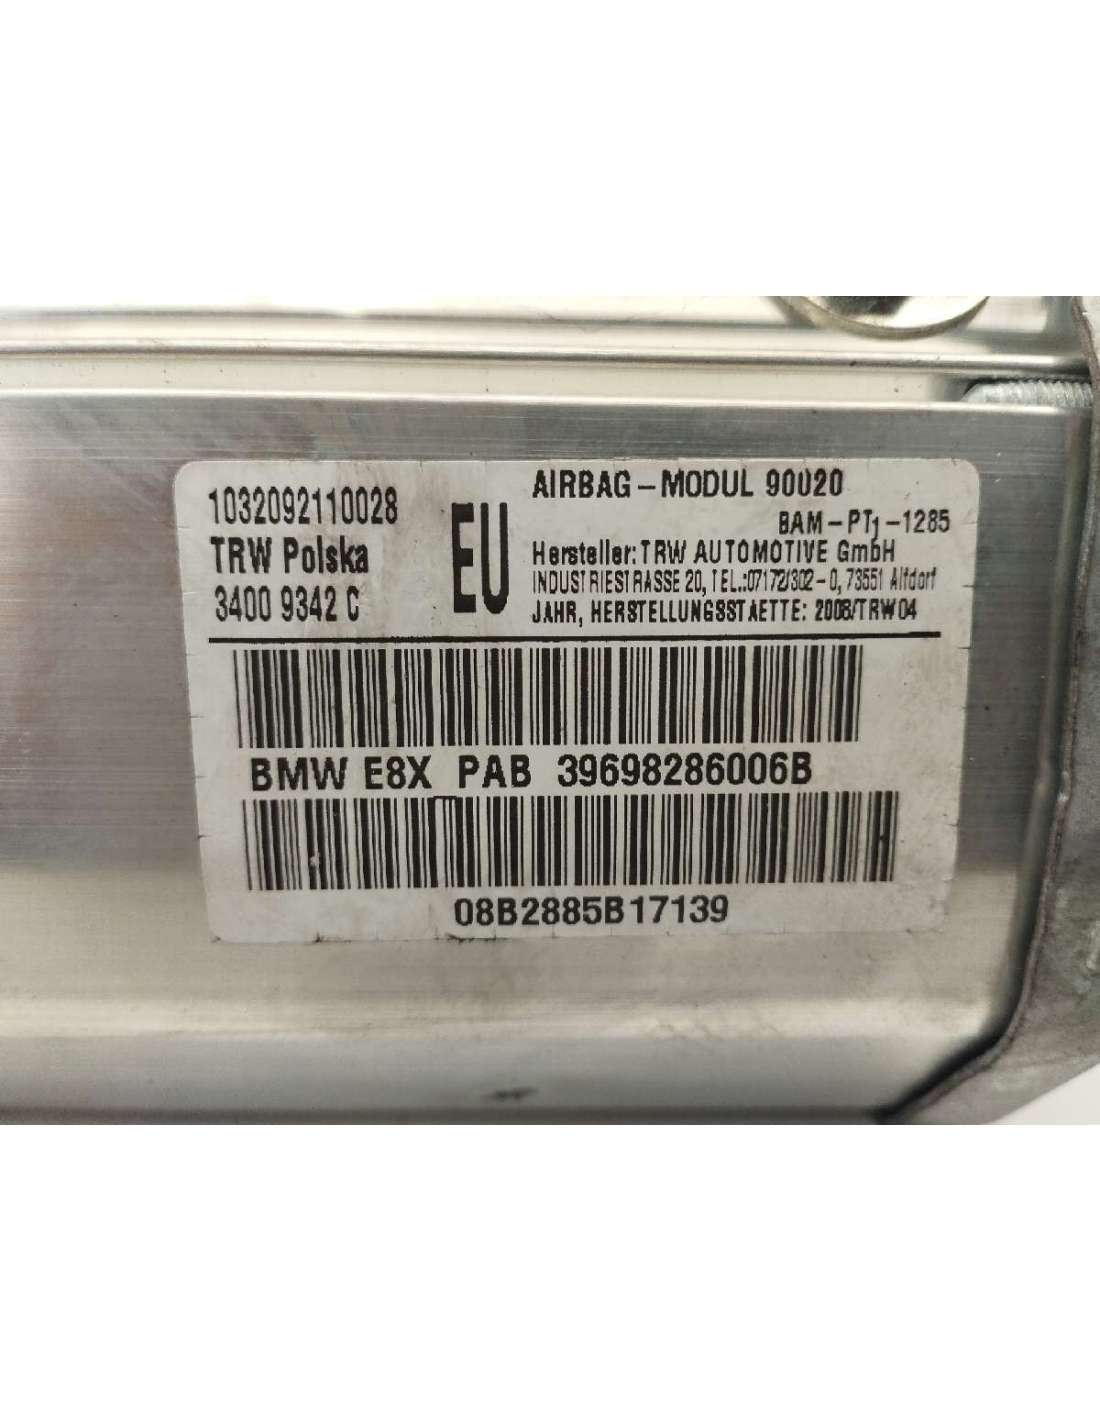 1032092110028
TRW Polska
3400 9342 C
EU
AIRBAG-MODUL 90020
BAM-PT1-1285
Hersteller: TRW AUTOMOTIVE GmbH
INDUSTRIESTRASSE 20, TEL.:07172/302-0, 73551 Alfdorf
JAHR, HERSTELLUNGSSTAETTE: 2008/TRW04
BMW E8X PAB 39698286006B
08B2885B17139